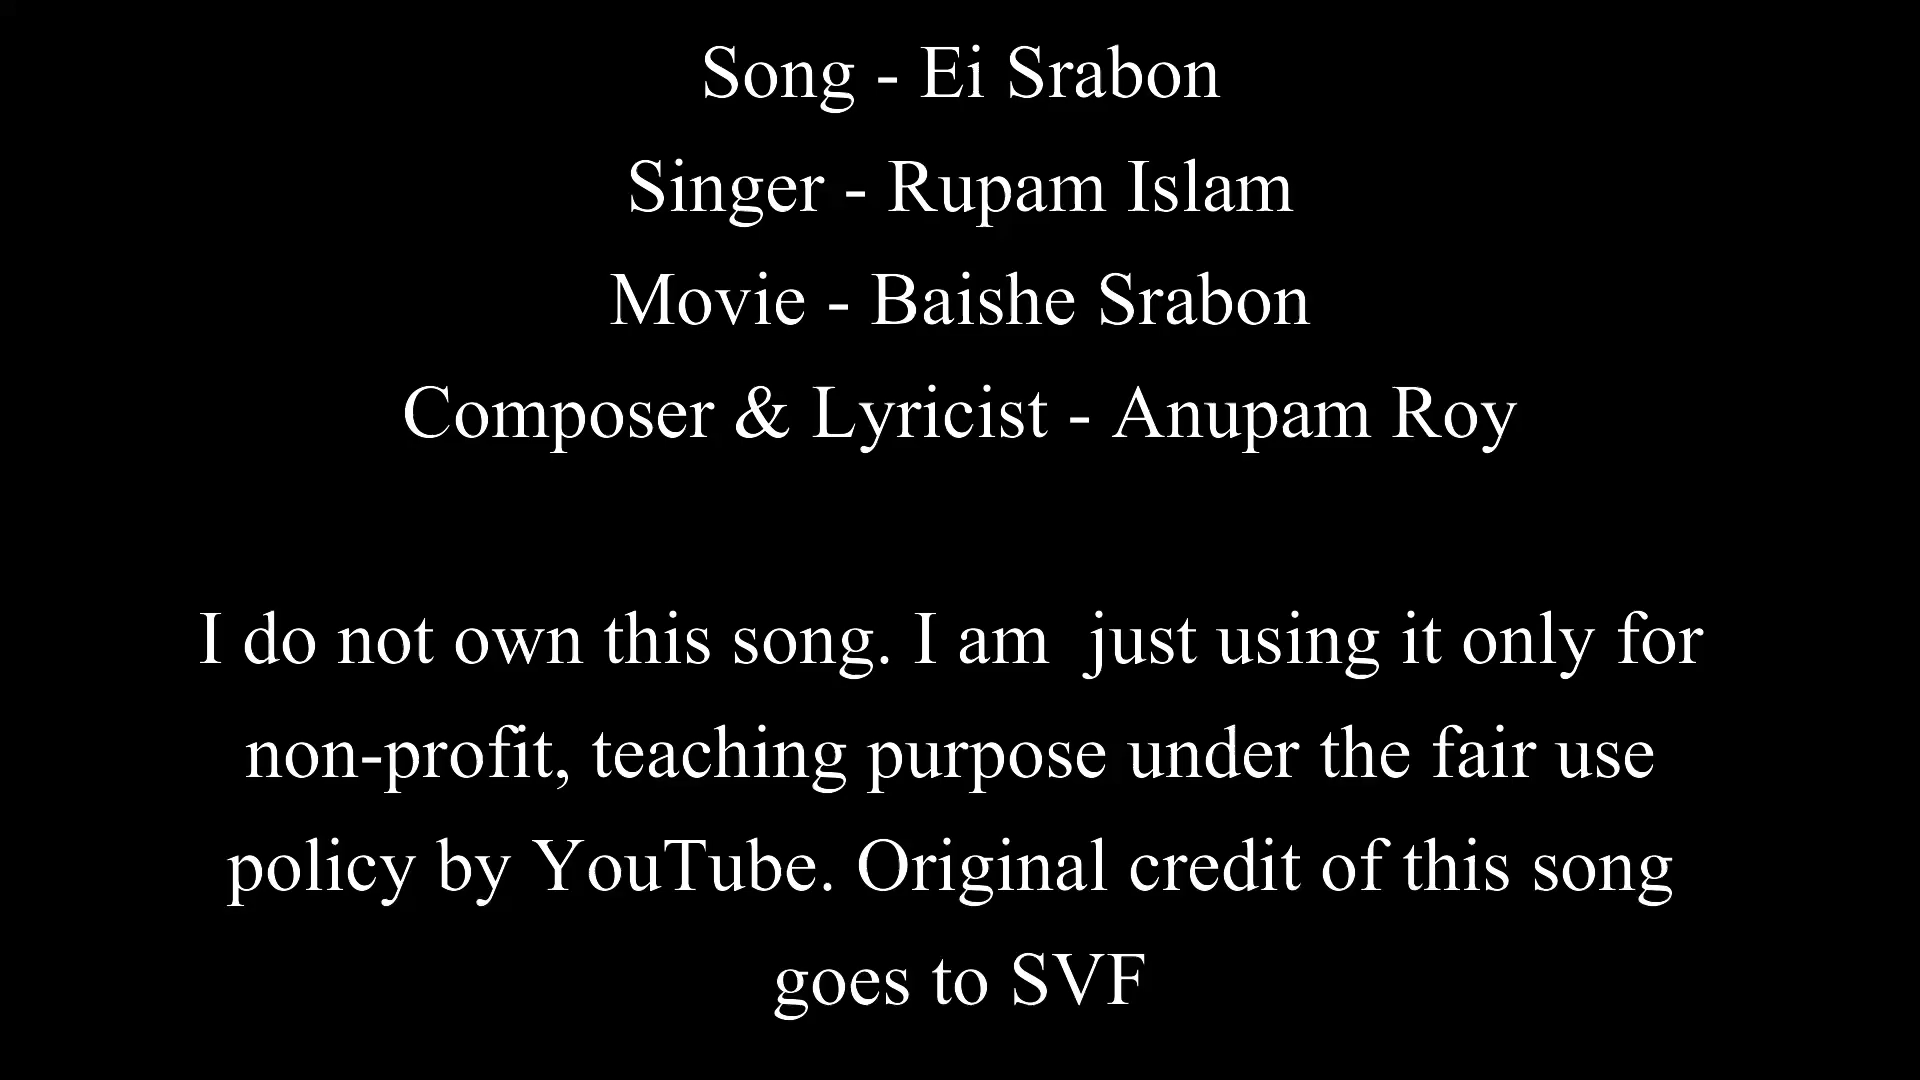 Song - Ei Srabon
Singer - Rupam Islam
Movie - Baishe Srabon
Composer & Lyricist - Anupam Roy
I do not own this song. I am  just using it only for
non-profit, teaching purpose under the fair use
policy by YouTube. Original credit of this song
goes to SVF